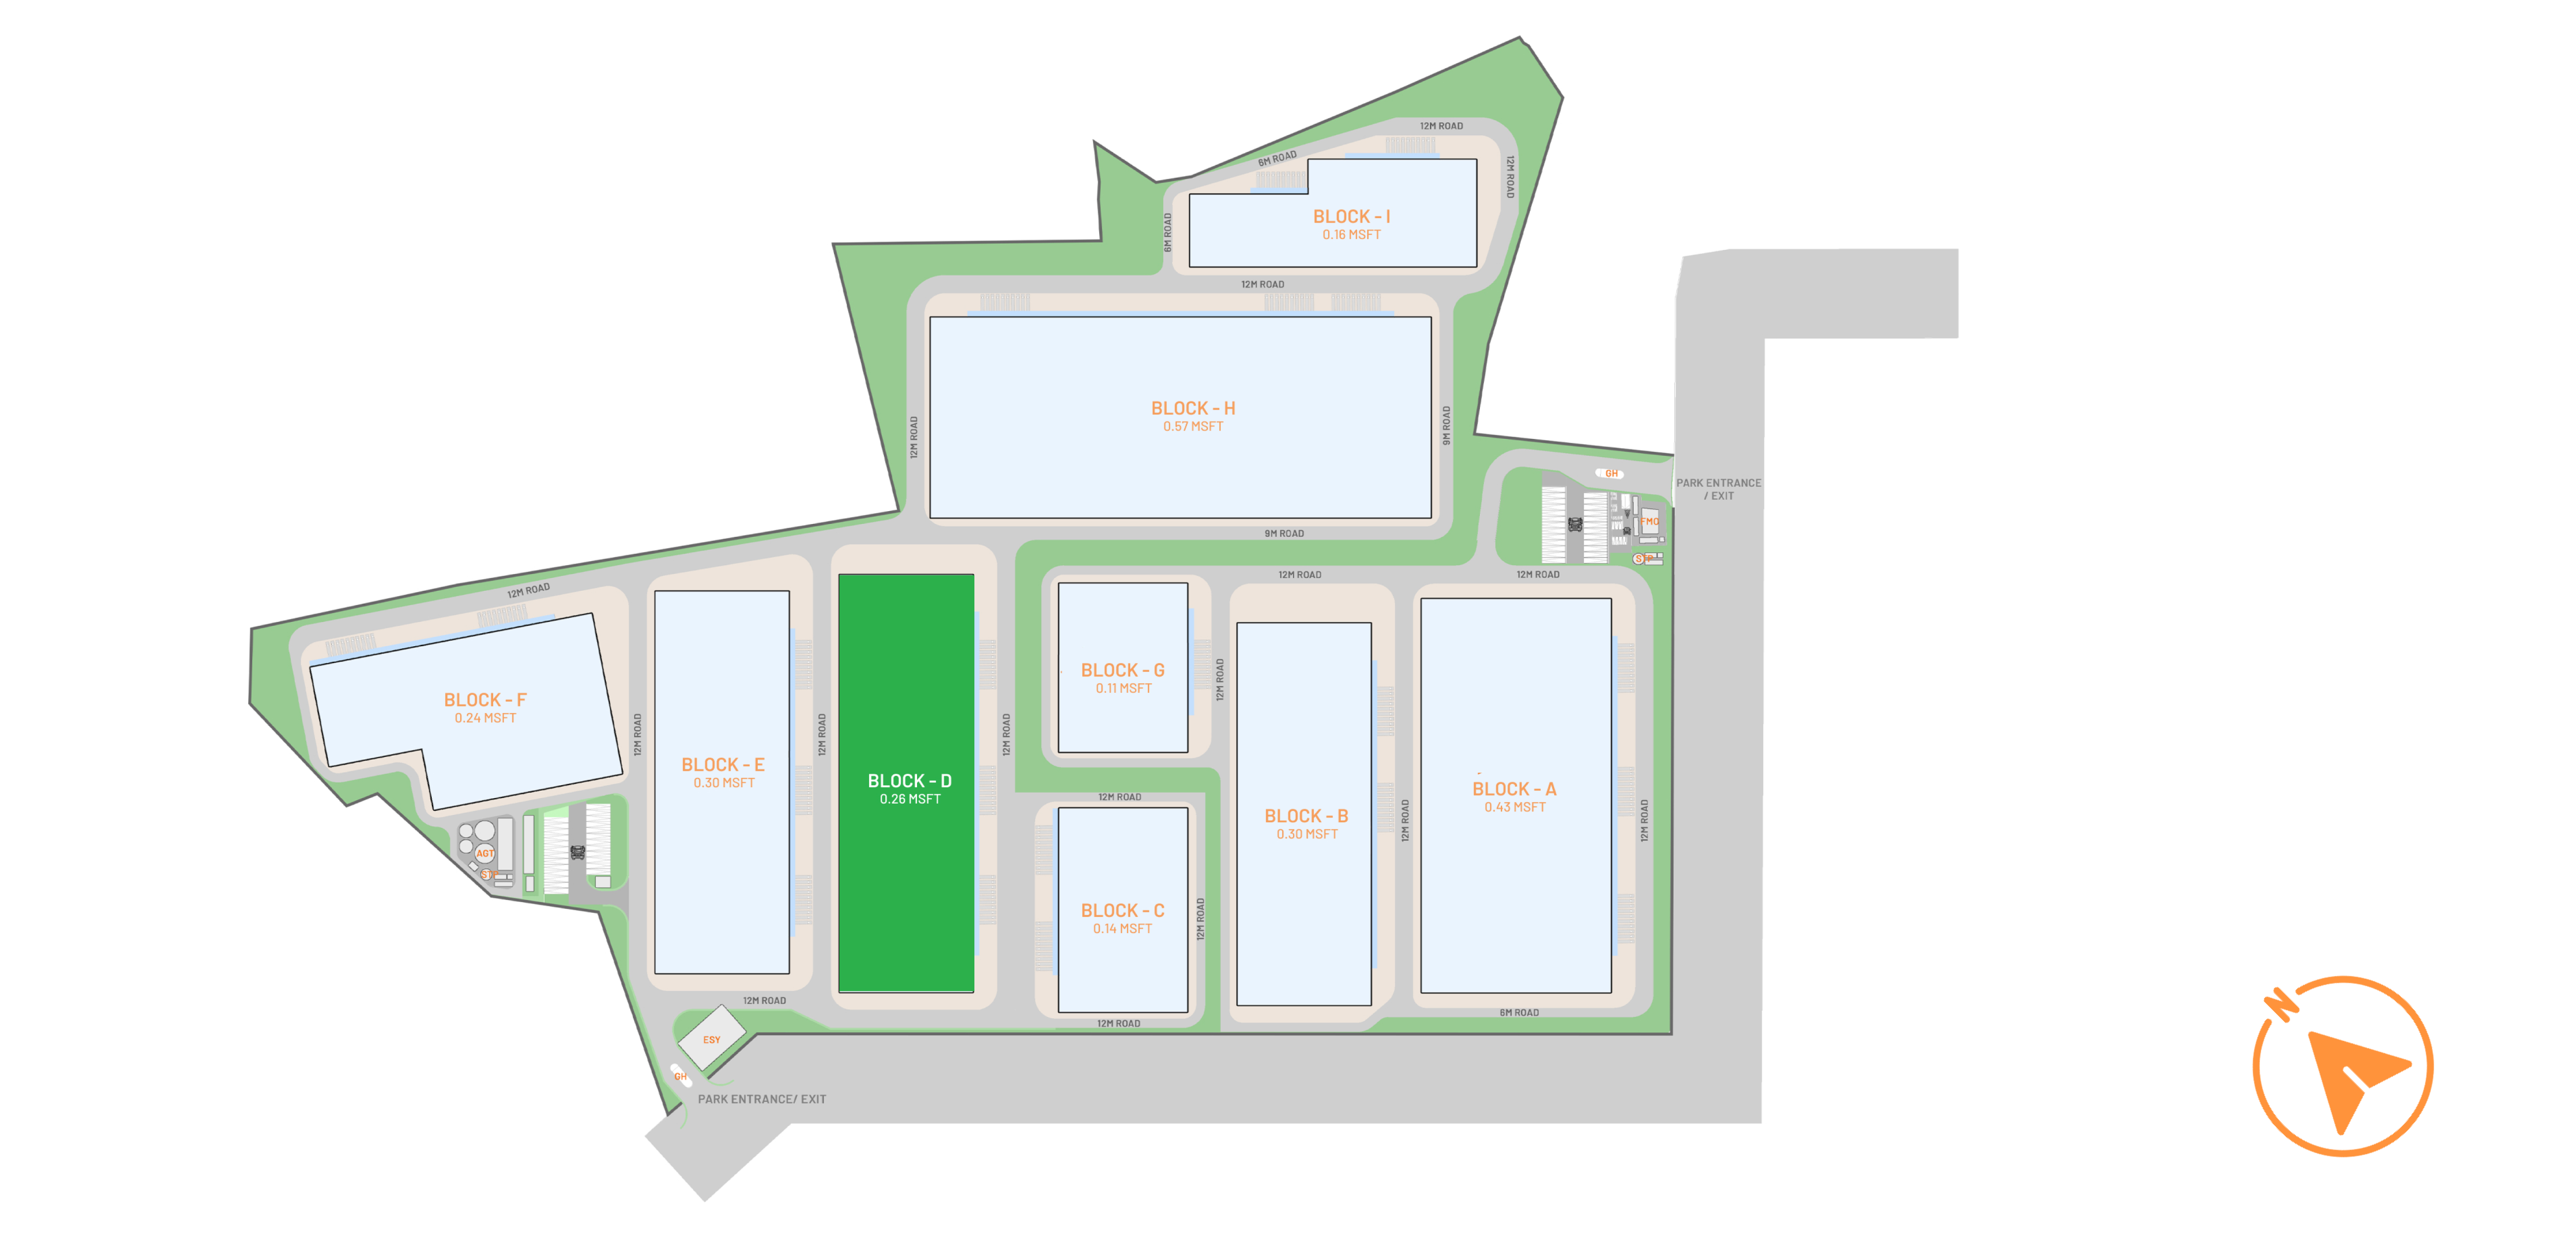 12M ROAD
6M ROAD
12M ROAD
6M ROAD
BLOCK - I
0.16 MSFT
12M ROAD
BLOCK - H
0.57 MSFT
12M ROAD
9M ROAD
9M ROAD
GH
PARK ENTRANCE
/ EXIT
FMO
STP
12M ROAD
12M ROAD
12M ROAD
BLOCK - F
0.24 MSFT
12M ROAD
BLOCK - E
0.30 MSFT
12M ROAD
BLOCK - D
0.26 MSFT
12M ROAD
BLOCK - G
0.11 MSFT
12M ROAD
BLOCK - B
0.30 MSFT
12M ROAD
BLOCK - A
0.43 MSFT
12M ROAD
12M ROAD
BLOCK - C
0.14 MSFT
12M ROAD
AGT
STP
12M ROAD
12M ROAD
6M ROAD
ESY
GH
PARK ENTRANCE/ EXIT
N